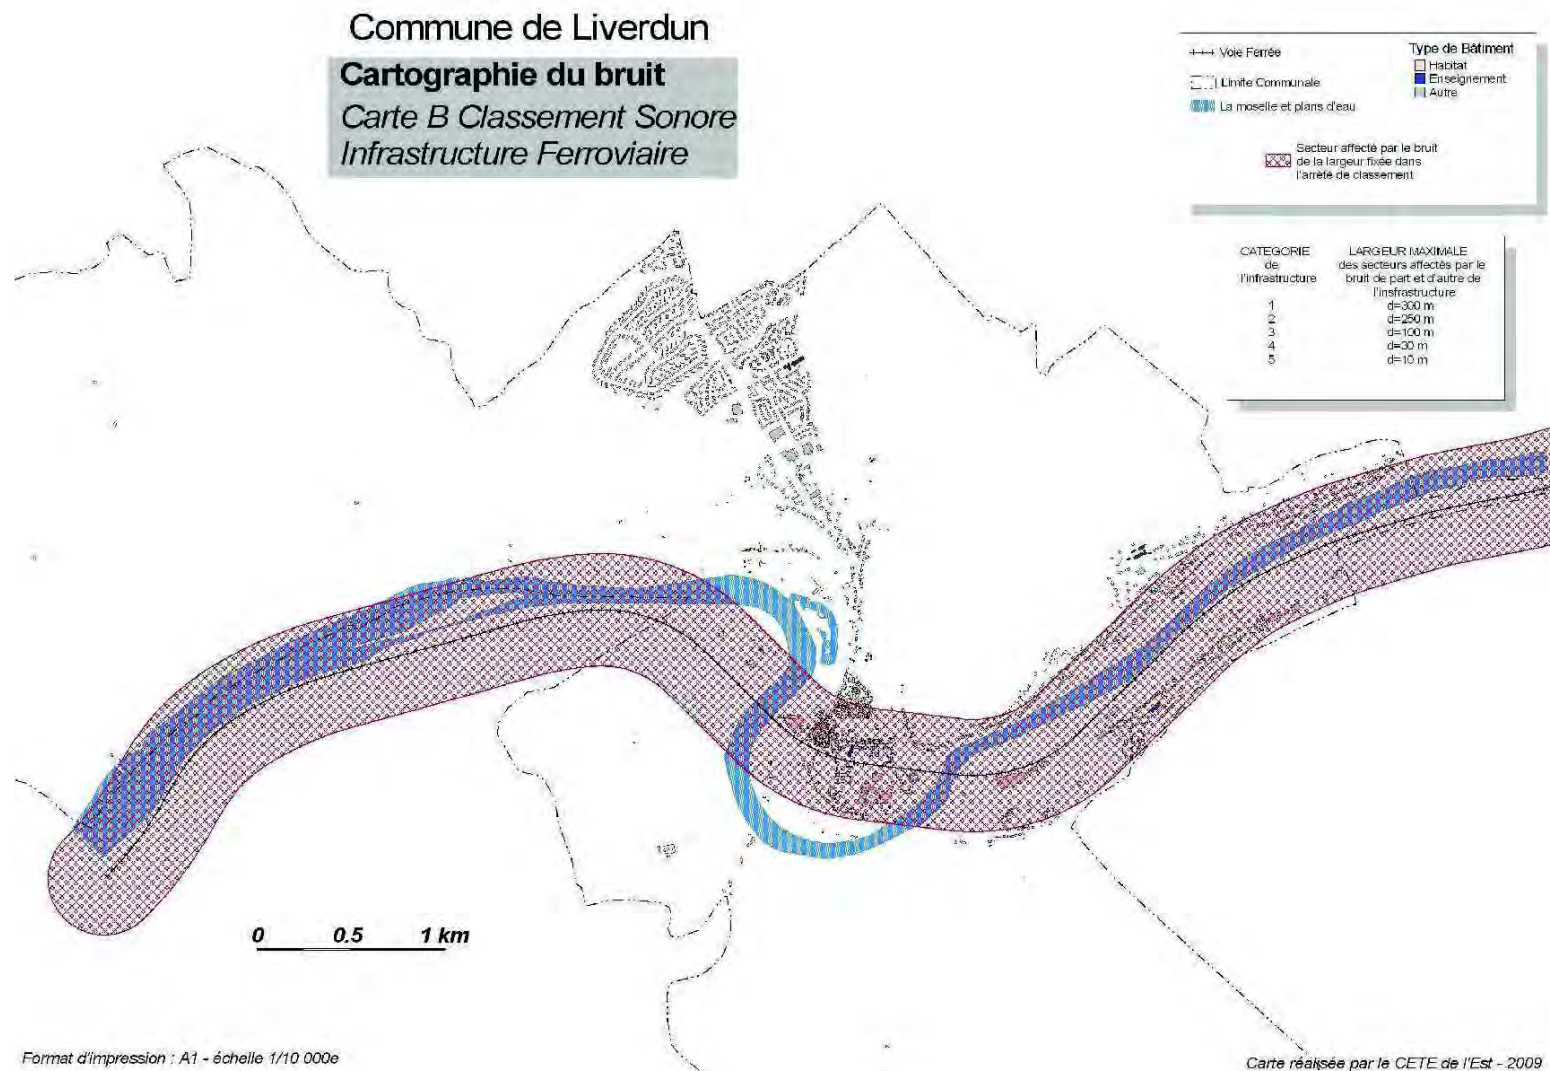 Commune de Liverdun
Cartographie du bruit
Carte B Classement Sonore
Infrastructure Ferroviaire
Voie Ferrée
Limite Communale
La moselle et plans d'eau
Type de Bâtiment
Habitat
Enseignement
Autre
Secteur affecté par le bruit
de la largeur fixée dans
l'arrêté de classement
CATEGORIE
de
l'infrastructure
LARGEUR MAXIMALE
des secteurs affectés par le
bruit de part et d'autre de
l'insfrastructure
1 d=300 m
2 d=250 m
3 d=100 m
4 d=30 m
5 d=10 m
0 0.5 1 km
Format d'impression : A1 - échelle 1/10 000e
Carte réalisée par le CETE de l'Est - 2009